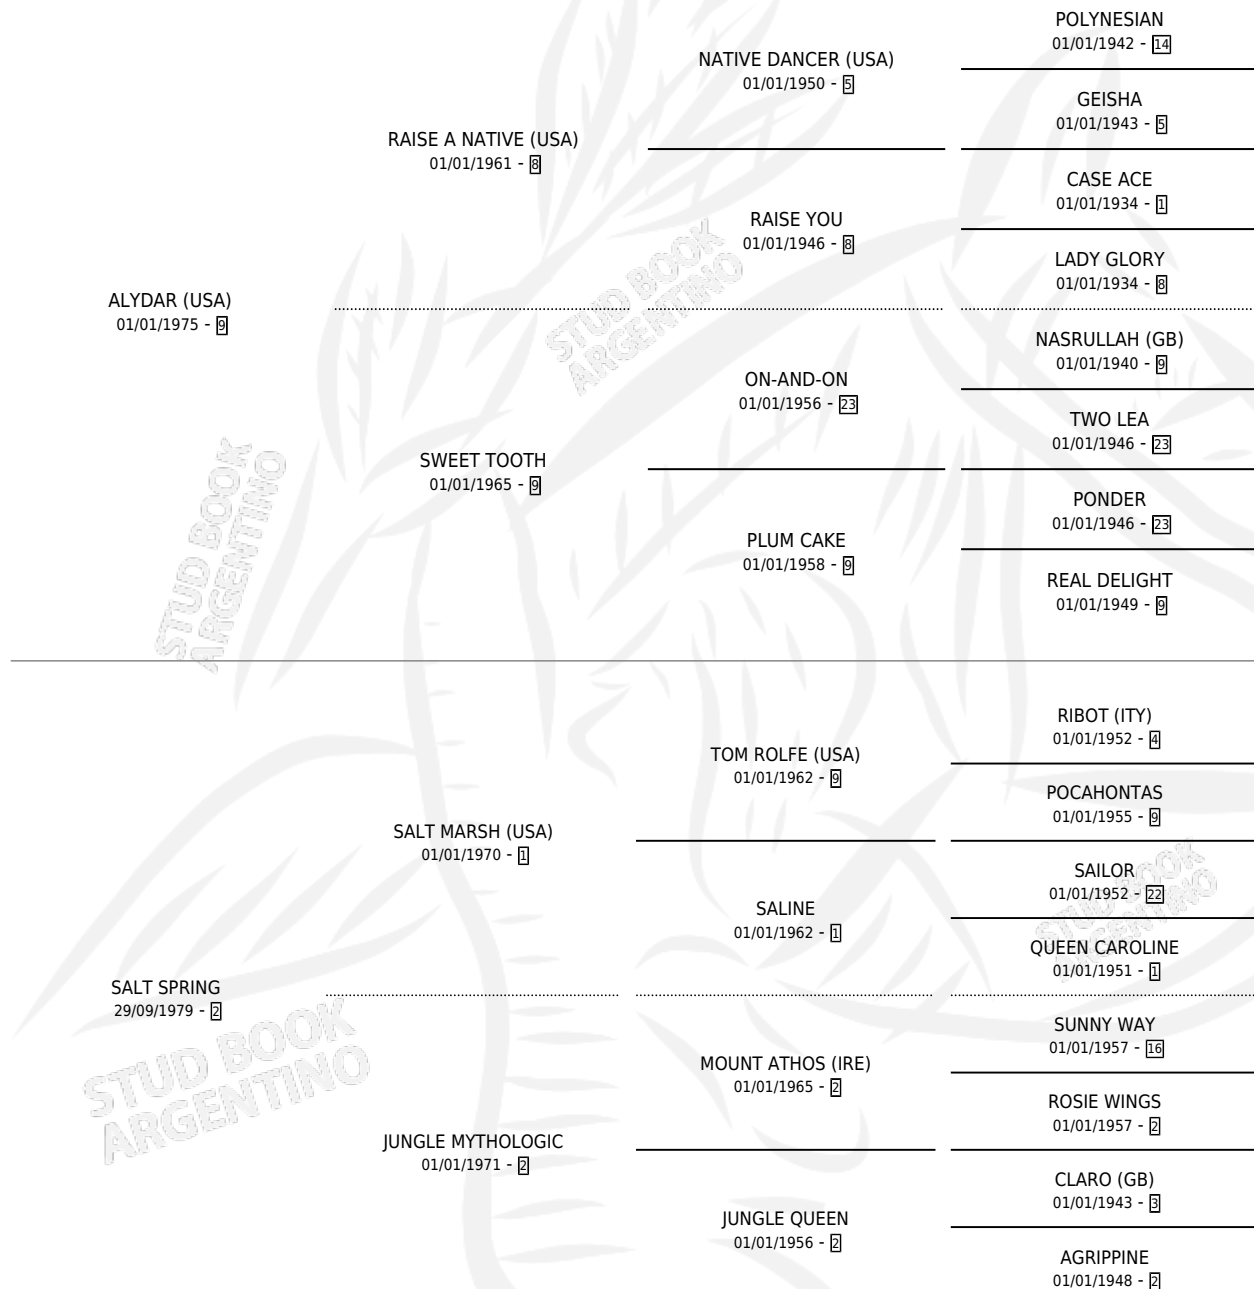 POLYNESIAN
01/01/1942 - 14
NATIVE DANCER (USA)
01/01/1950 - 5
GEISHA
01/01/1943 - 5
RAISE A NATIVE (USA)
01/01/1961 - 8
CASE ACE
01/01/1934 - 1
RAISE YOU
01/01/1946 - 8
LADY GLORY
01/01/1934 - 8
ALYDAR (USA)
01/01/1975 - 9
STUD BOOK
ARGENTINO
NASRULLAH (GB)
01/01/1940 - 9
ON-AND-ON
01/01/1956 - 23
TWO LEA
01/01/1946 - 23
SWEET TOOTH
01/01/1965 - 9
PONDER
01/01/1946 - 23
PLUM CAKE
01/01/1958 - 9
REAL DELIGHT
01/01/1949 - 9
STUD BOOK
ARGENTINO
RIBOT (ITY)
01/01/1952 - 4
TOM ROLFE (USA)
01/01/1962 - 9
POCAHONTAS
01/01/1955 - 9
SALT MARSH (USA)
01/01/1970 - 1
SAILOR
01/01/1952 - 22
SALINE
01/01/1962 - 1
STUD BOOK
ARGENTINO
QUEEN CAROLINE
01/01/1951 - 1
SALT SPRING
29/09/1979 - 2
STUD BOOK
ARGENTINO
SUNNY WAY
01/01/1957 - 16
MOUNT ATHOS (IRE)
01/01/1965 - 2
ROSIE WINGS
01/01/1957 - 2
JUNGLE MYTHOLOGIC
01/01/1971 - 2
CLARO (GB)
01/01/1943 - 3
JUNGLE QUEEN
01/01/1956 - 2
AGRIPPINE
01/01/1948 - 2